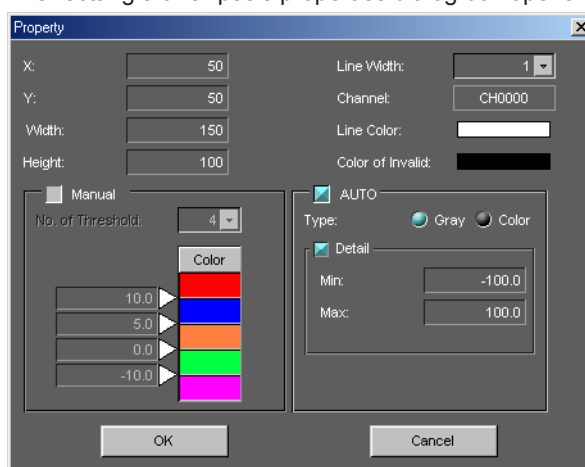 Property
X: 50
Y: 50
Width: 150
Height: 100
Line Width: 1
Channel: CH0000
Line Color:
Color of Invalid:
Manual
No. of Threshold: 4
Color
10.0
5.0
0.0
-10.0
AUTO
Type: Gray Color
Detail
Min: -100.0
Max: 100.0
OK Cancel